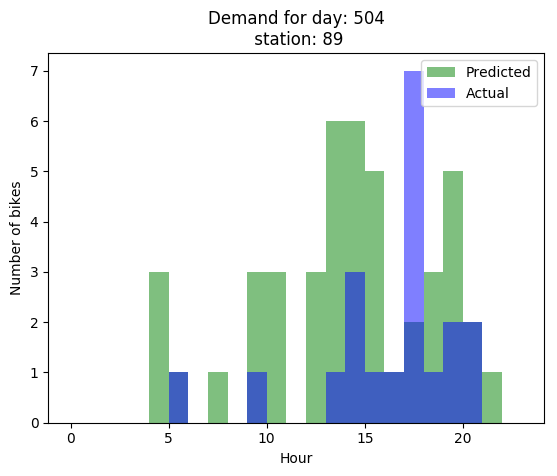 Demand for day: 504
station: 89
Predicted
Actual
Number of bikes
7
6
5
4
3
2
1
0
0 5 10 15 20
Hour